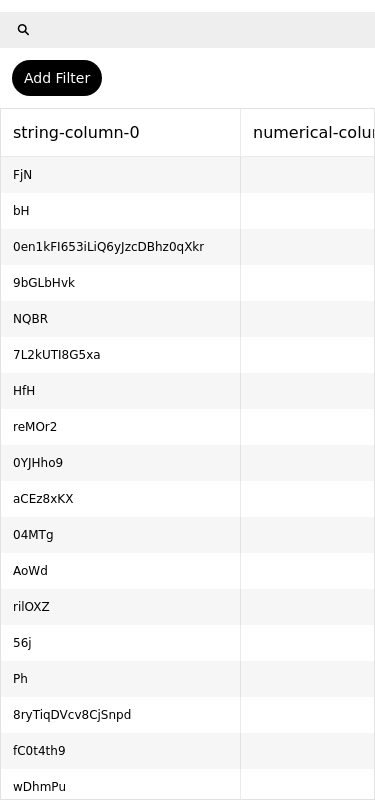 Add Filter
string-column-0 numerical-colu
FjN
bH
0en1kFI653iLiQ6yJzcDBhz0qXkr
9bGLbHvk
NQBR
7L2kUTI8G5xa
HfH
reMOr2
0YJHho9
aCEz8xKX
04MTg
AoWd
rilOXZ
56j
Ph
8ryTiqDVcv8CjSnpd
fC0t4th9
wDhmPu